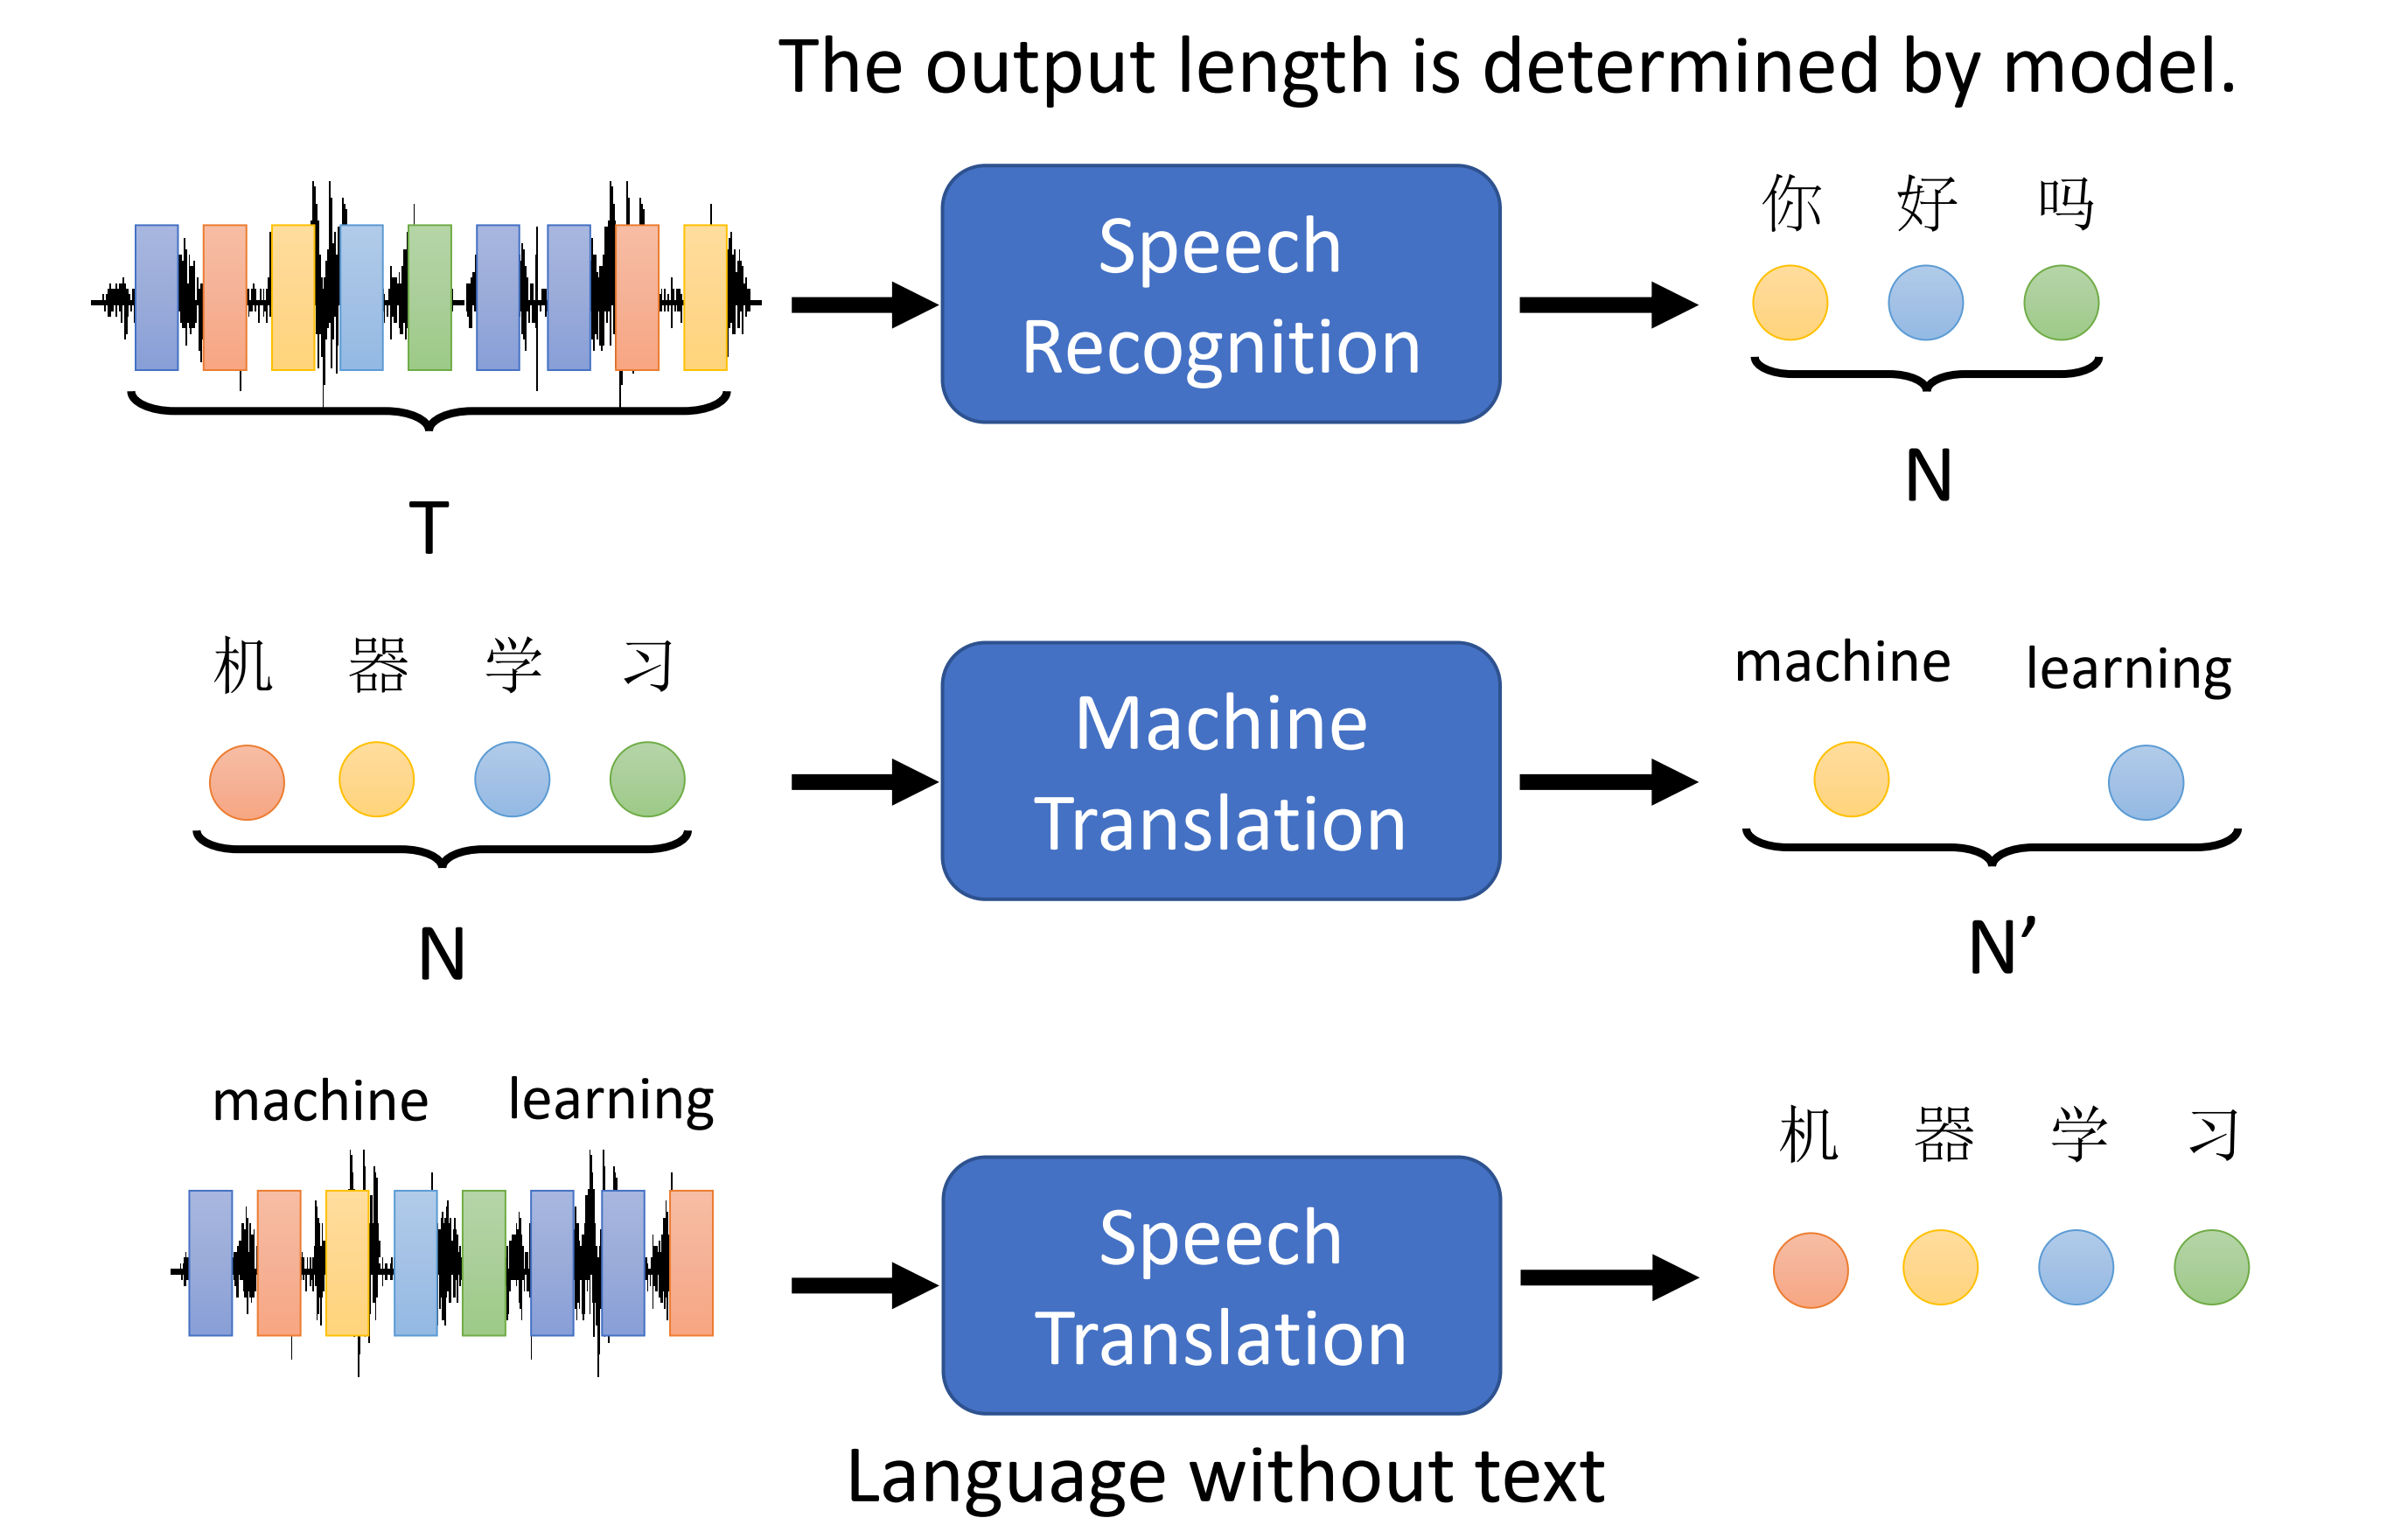 The output length is determined by model.
你 好 吗
Speech
Recognition
N
T
机 器 学 习
machine learning
Machine
Translation
N
N’
machine learning
机 器 学 习
Speech
Translation
Language without text